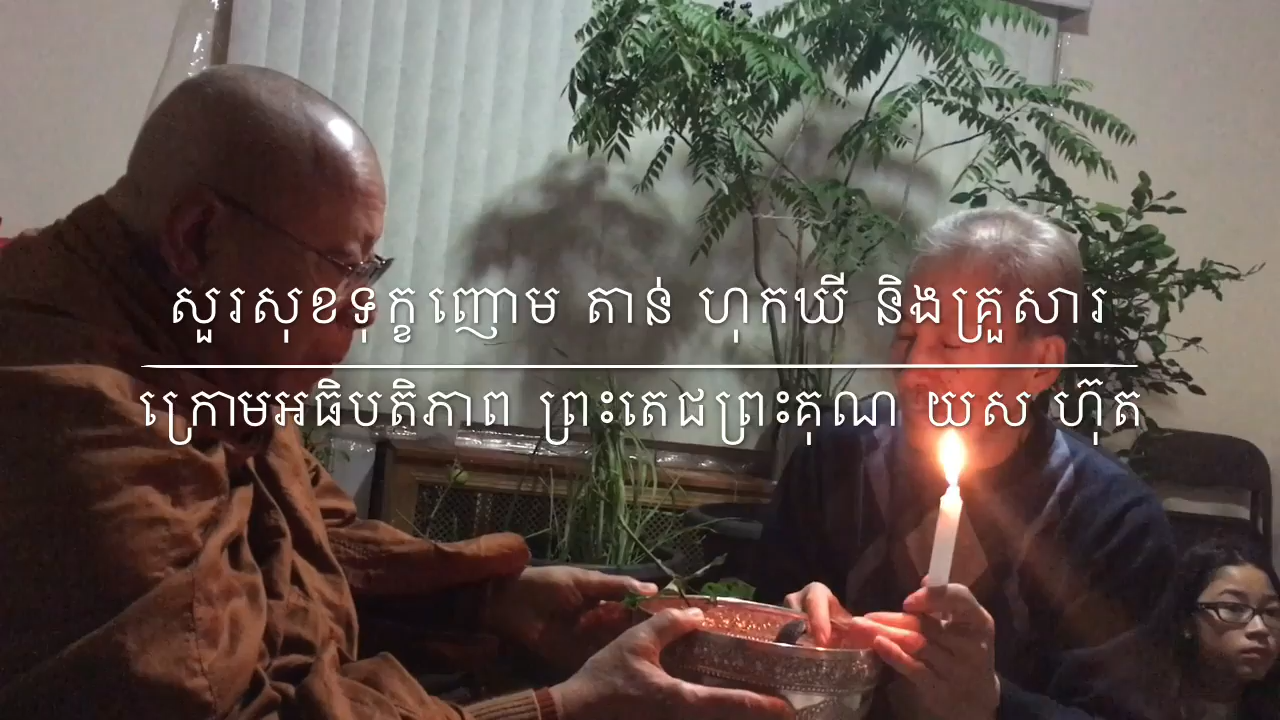 សួរសុខទុក្ខញោម តាន់ ហុកឃី និងគ្រួសារ
ក្រោមអធិបតិភាព ព្រះតេជព្រះគុណ យស ហ៊ុត